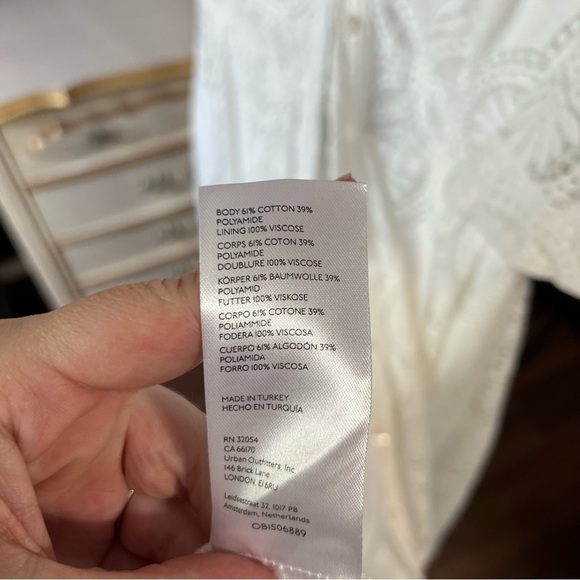 BODY 61% COTTON 39%
POLYAMIDE
LINING 100% VISCOSE
CORPS 61% COTON 39%
POLYAMIDE
DOUBLURE 100% VISCOSE
KÖRPER 61% BAUMWOLLE 39%
POLYAMID
FUTTER 100% VISKOSE
CORPO 61% COTONE 39%
POLIAMMIDE
FODERA 100% VISCOSA
CUERPO 61% ALGODÓN 39%
POLIAMIDA
FORRO 100% VISCOSA
MADE IN TURKEY
HECHO EN TURQUÍA
RN 32054
CA 66170
Urban Outfitters, Inc
146 Brick Lane
LONDON, E1 6RU
Leidsestraat 32, 1017 PB
Amsterdam, Netherlands
OBIS06889